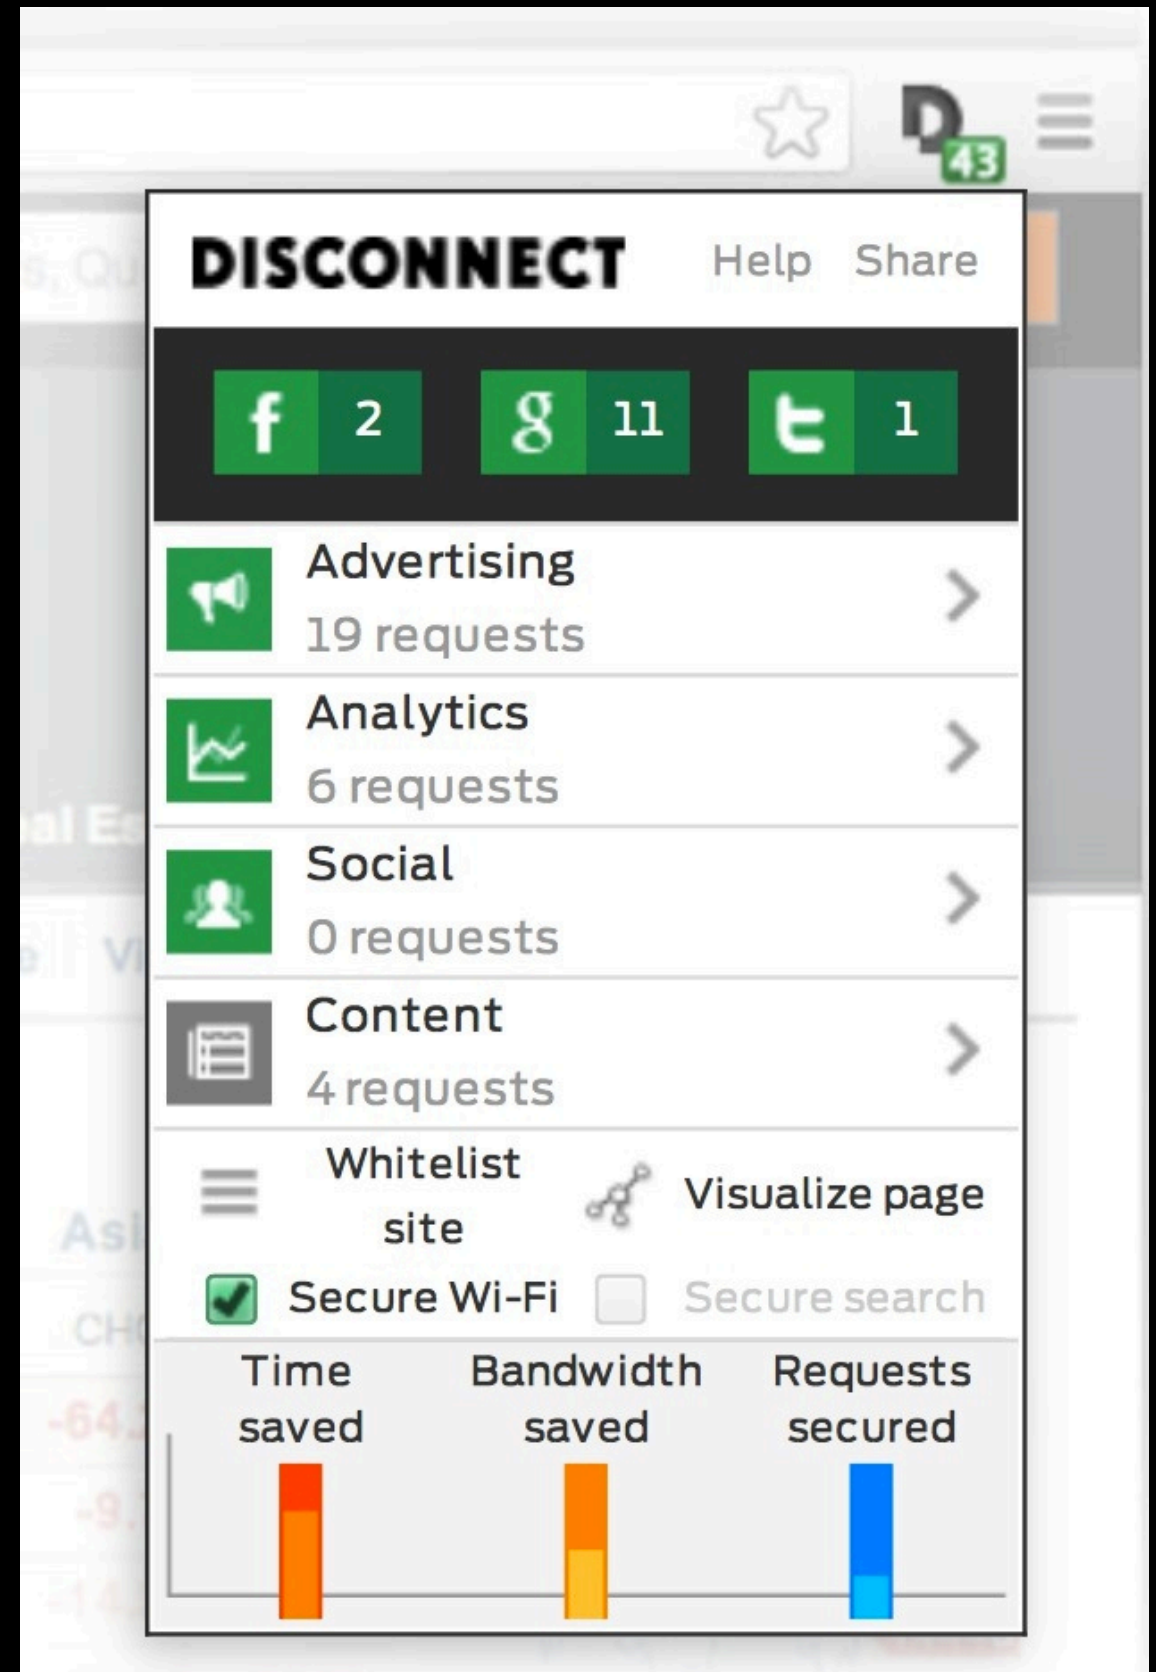 43
DISCONNECT Help Share
f 2 g 11 t 1
Advertising
19 requests
Analytics
6 requests
Social
0 requests
Content
4 requests
Whitelist
site
Visualize page
Secure Wi-Fi Secure search
Time
saved
Bandwidth
saved
Requests
secured